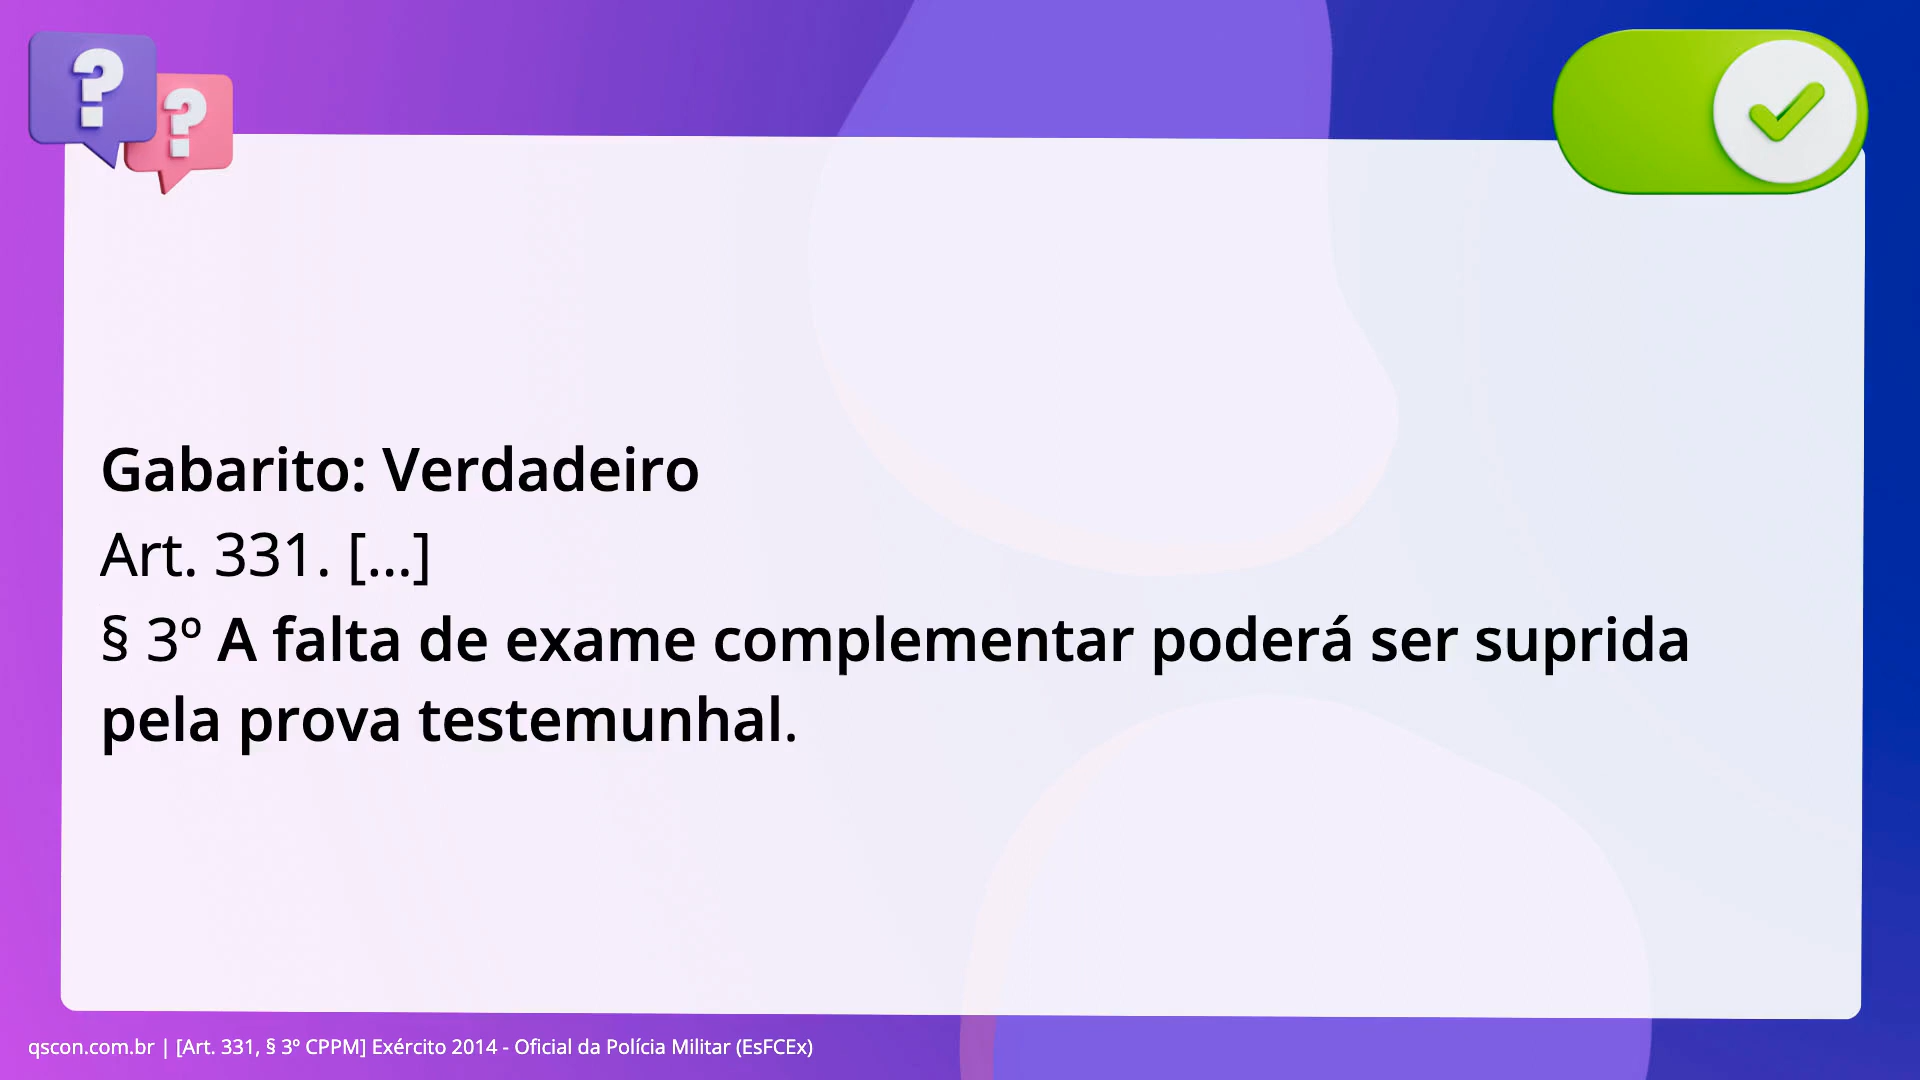 Gabarito: Verdadeiro
Art. 331. [...]
§ 3º A falta de exame complementar poderá ser suprida
pela prova testemunhal.
qscon.com.br | [Art. 331, § 3º CPPM] Exército 2014 - Oficial da Polícia Militar (EsFCEx)